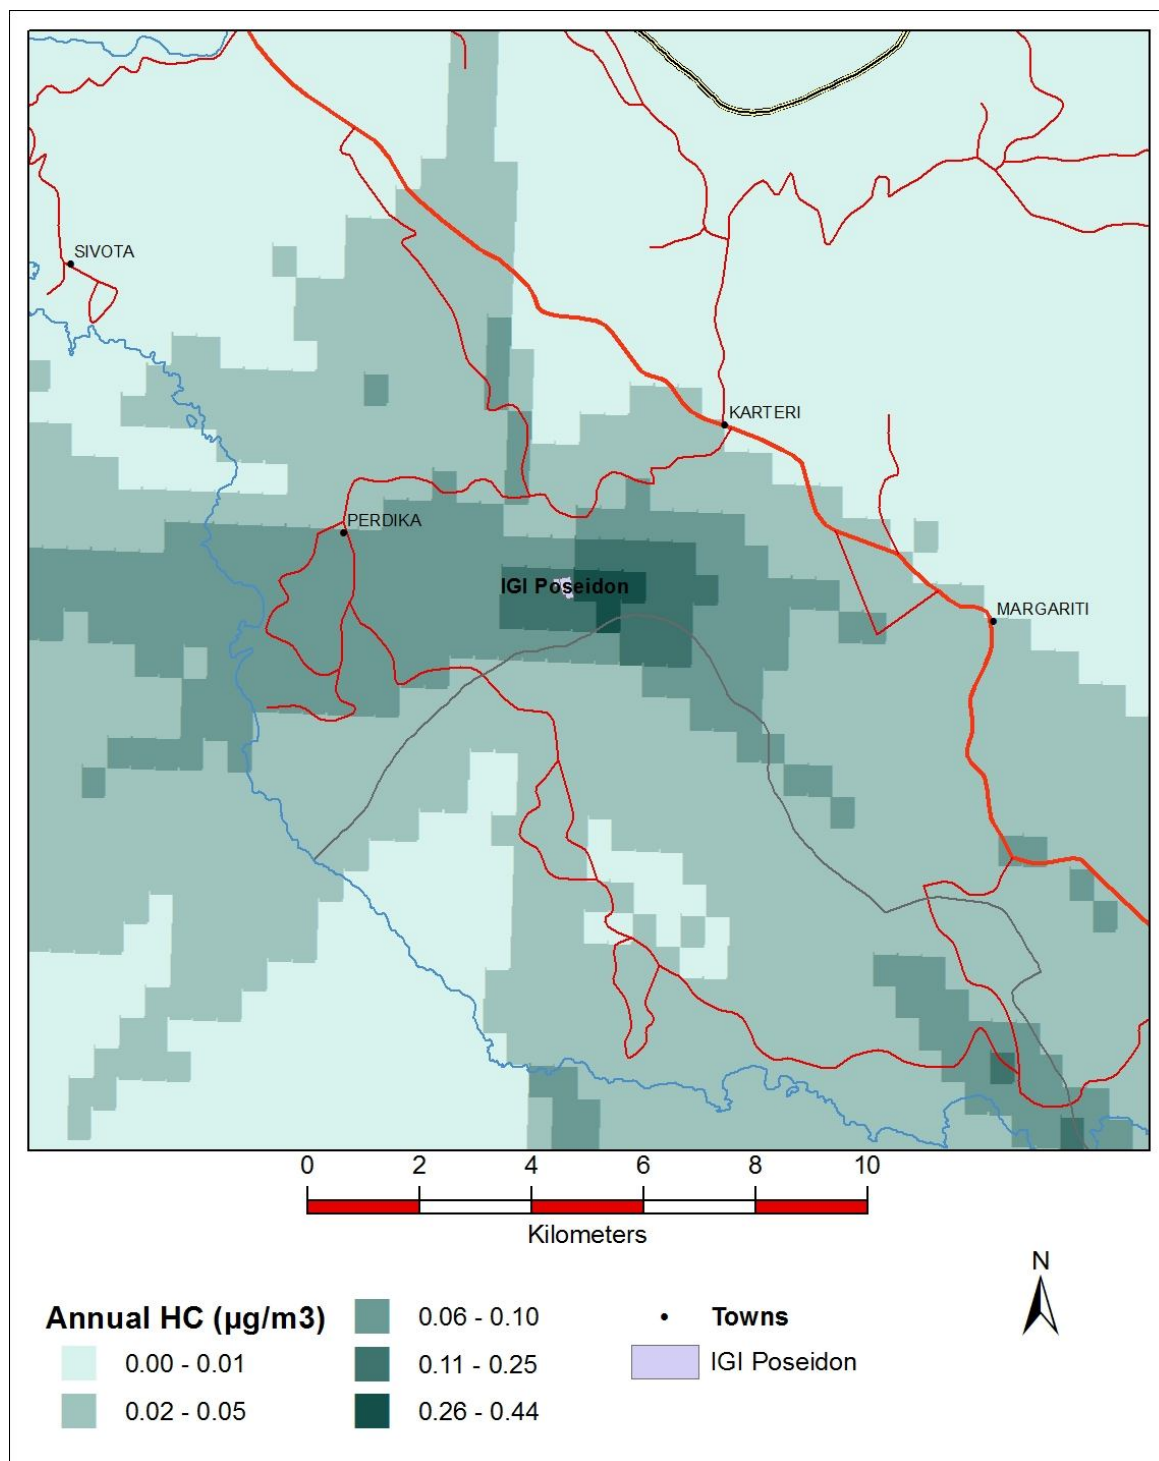 SIVOTA
KARTERI
PERDIKA
IGI Poseidon
MARGARITI
0 2 4 6 8 10
Kilometers
N
Annual HC (µg/m3)
0.00 - 0.01
0.02 - 0.05
0.06 - 0.10
0.11 - 0.25
0.26 - 0.44
Towns
IGI Poseidon